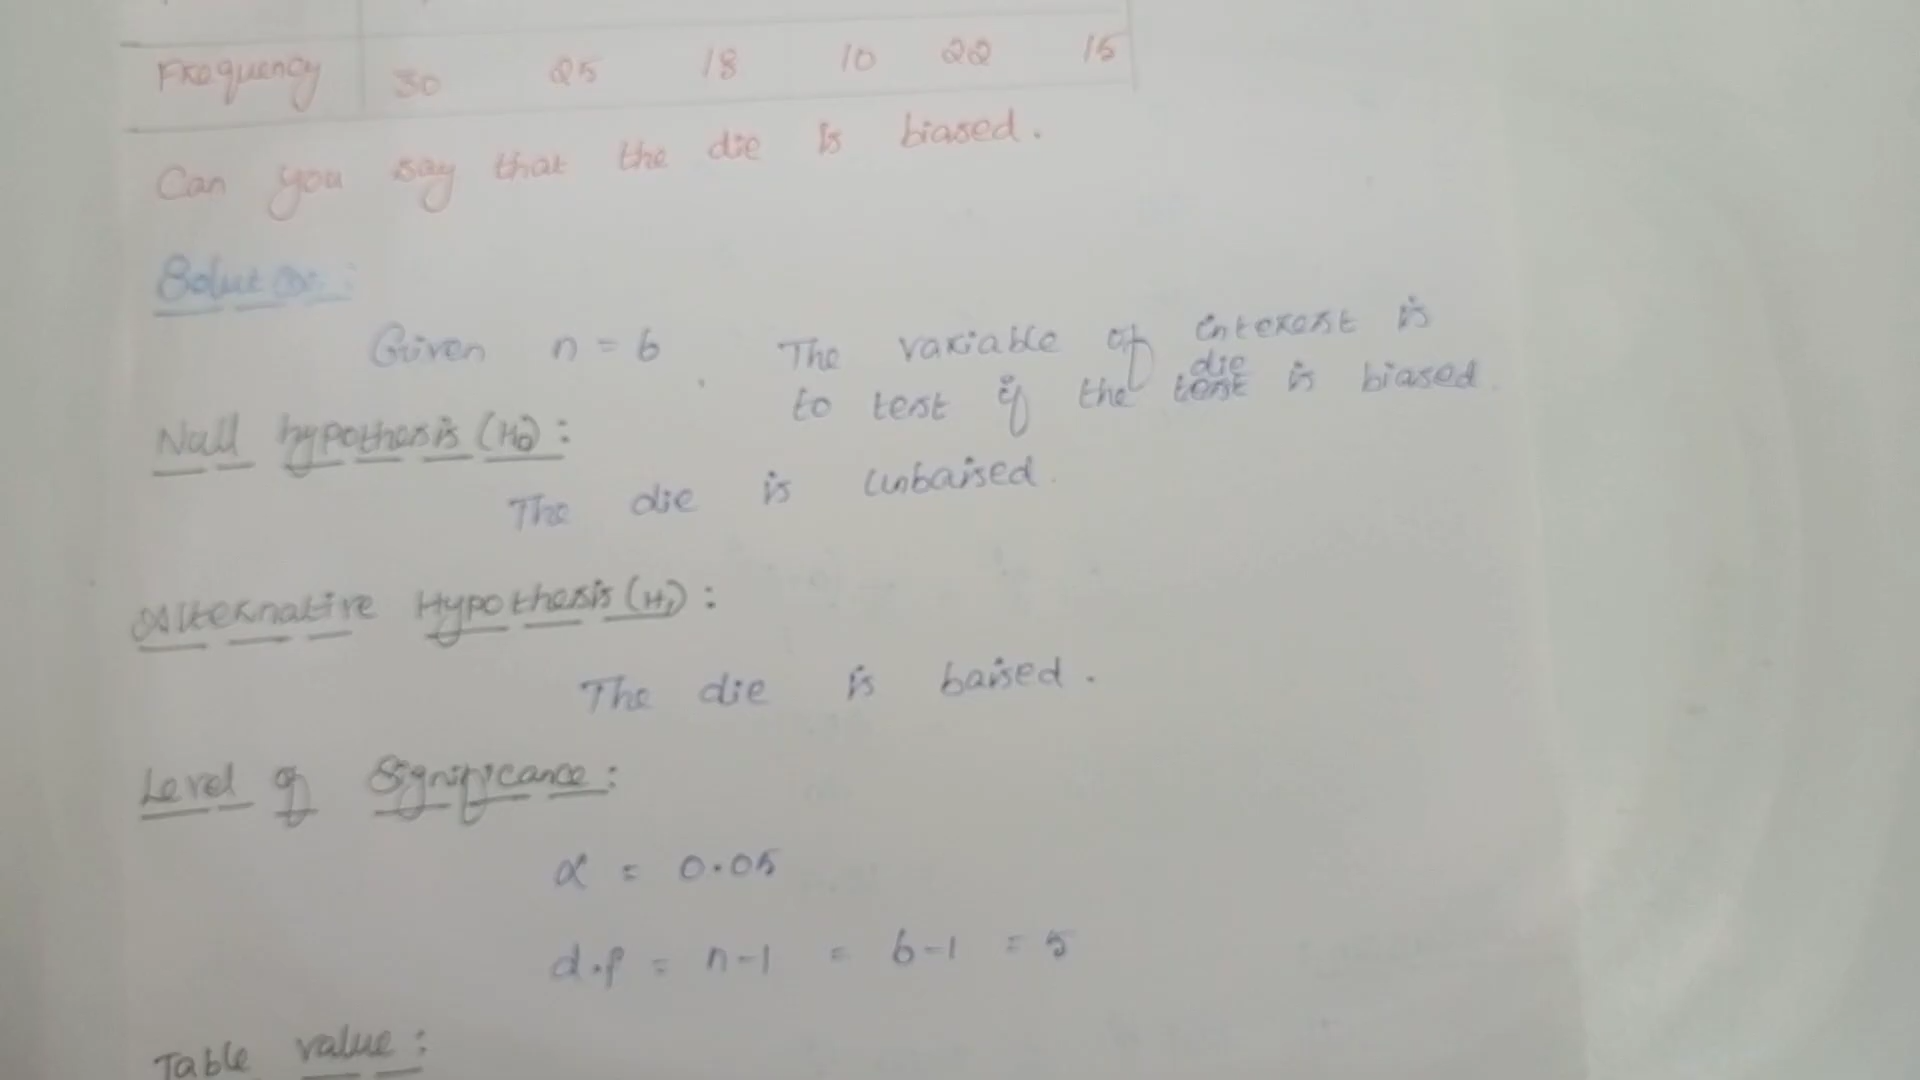 Frequency 30 25 18 10 22 15
Can you say that the die is biased.
Solution:
Given n = 6 The variable of interest is
to test if the test die is biased.
Null hypothesis (H0):
The die is unbaised.
Alternative Hypothesis (H1):
The die is baised.
Level of Significance:
α = 0.05
d.f = n-1 = 6-1 = 5
Table value: